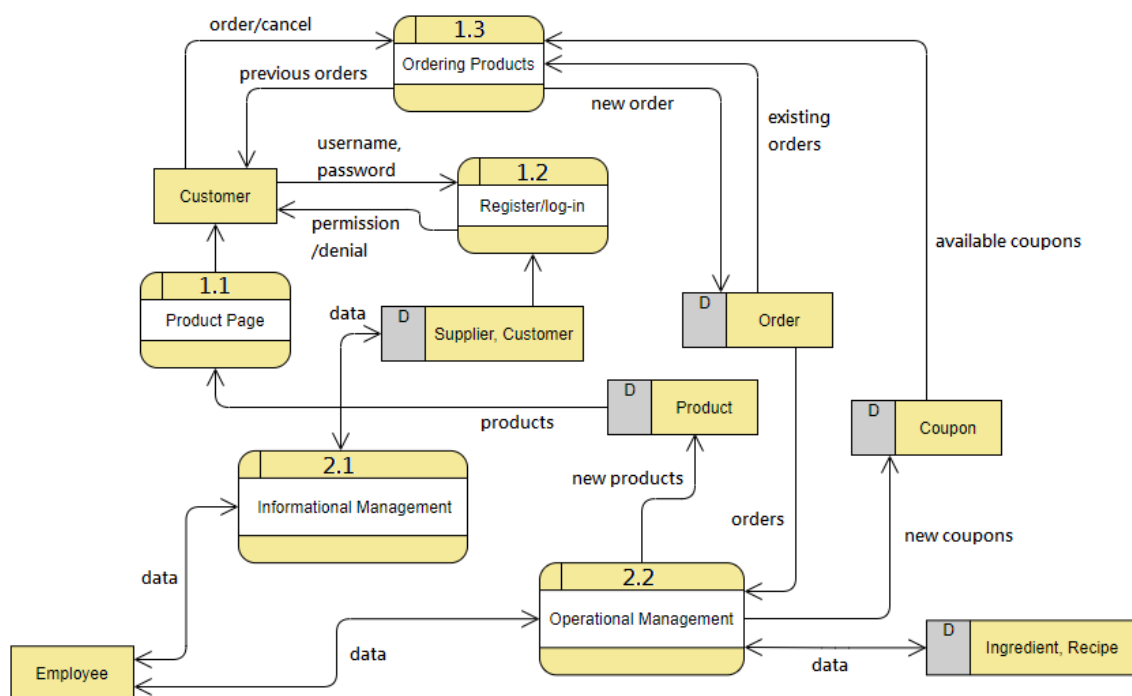 order/cancel
1.3
Ordering Products
previous orders
new order
existing
orders
username,
password
1.2
Register/log-in
Customer
permission
/denial
available coupons
1.1
Product Page
data
D
Supplier, Customer
D
Order
products
D
Product
D
Coupon
2.1
Informational Management
new products
orders
new coupons
data
2.2
Operational Management
D
Ingredient, Recipe
data
data
Employee